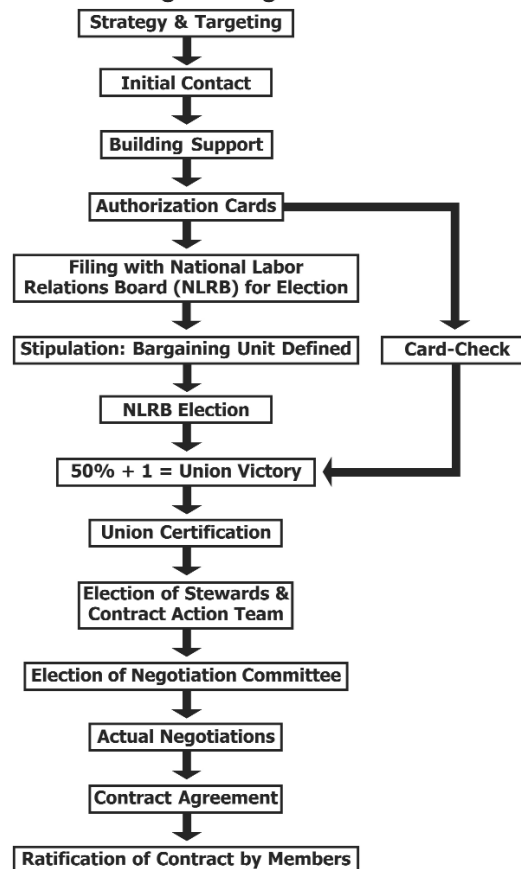 Strategy & Targeting
Initial Contact
Building Support
Authorization Cards
Filing with National Labor
Relations Board (NLRB) for Election
Stipulation: Bargaining Unit Defined
Card-Check
NLRB Election
50% + 1 = Union Victory
Union Certification
Election of Stewards &
Contract Action Team
Election of Negotiation Committee
Actual Negotiations
Contract Agreement
Ratification of Contract by Members